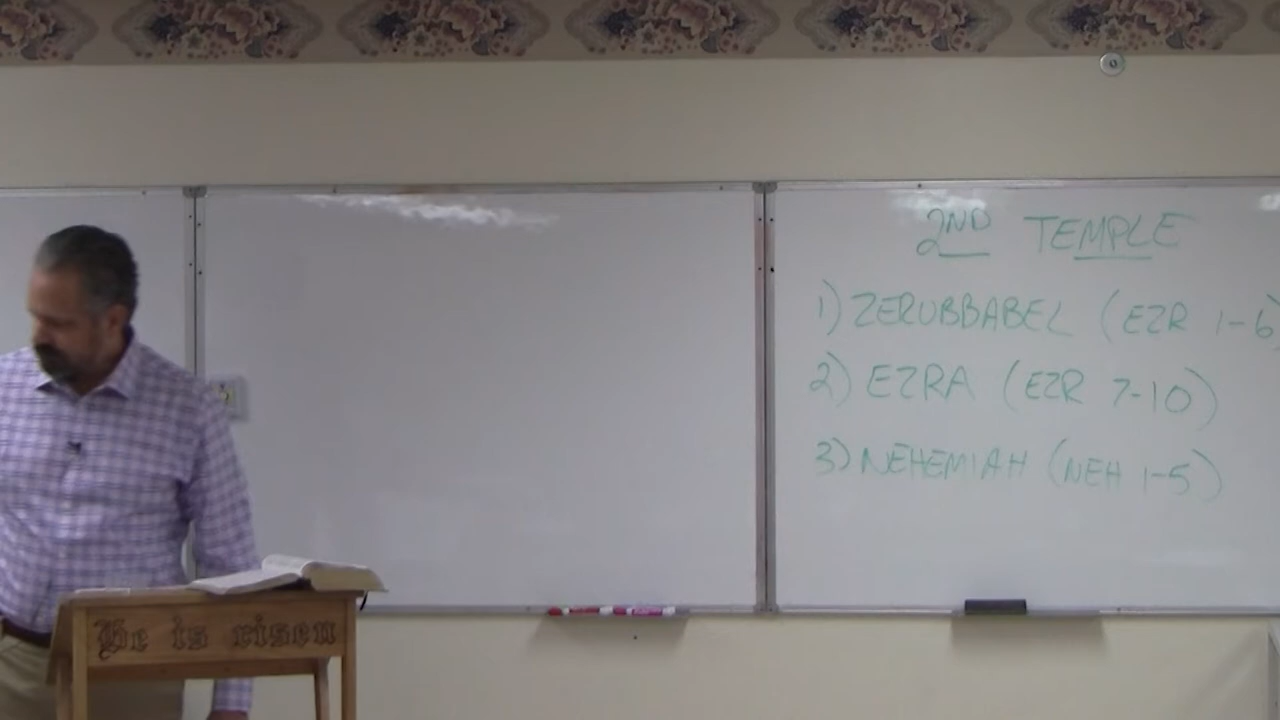 2ND TEMPLE
1) ZERUBBABEL (EZR 1-6)
2) EZRA (EZR 7-10)
3) NEHEMIAH (NEH 1-5)
He is risen